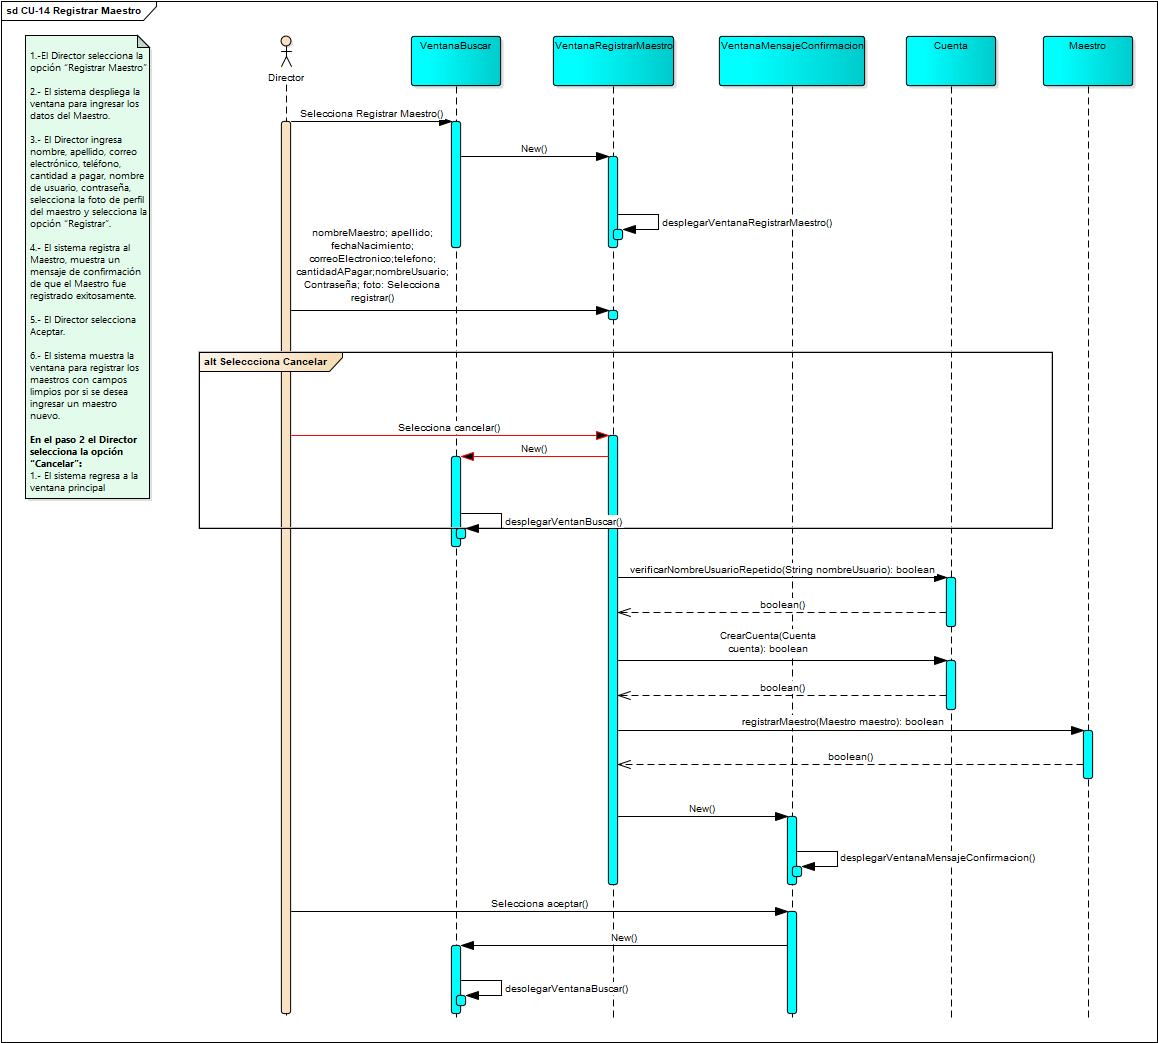 sd CU-14 Registrar Maestro
1.-El Director selecciona la
opción "Registrar Maestro"
2.- El sistema despliega la
ventana para ingresar los
datos del Maestro.
3.- El Director ingresa
nombre, apellido, correo
electrónico, teléfono,
cantidad a pagar, nombre
de usuario, contraseña,
selecciona la foto de perfil
del maestro y selecciona la
opción "Registrar".
4.- El sistema registra al
Maestro, muestra un
mensaje de confirmación
de que el Maestro fue
registrado exitosamente.
5.- El Director selecciona
Aceptar.
6.- El sistema muestra la
ventana para registrar los
maestros con campos
limpios por si se desea
ingresar un maestro
nuevo.
En el paso 2 el Director
selecciona la opción
"Cancelar":
1.- El sistema regresa a la
ventana principal
Director
VentanaBuscar
VentanaRegistrarMaestro
VentanaMensajeConfirmacion
Cuenta
Maestro
Selecciona Registrar Maestro()
New()
desplegarVentanaRegistrarMaestro()
nombreMaestro; apellido;
fechaNacimiento;
correoElectronico;telefono;
cantidadAPagar;nombreUsuario;
Contraseña; foto: Selecciona
registrar()
alt Seleccciona Cancelar
Selecciona cancelar()
New()
desplegarVentanBuscar()
verificarNombreUsuarioRepetido(String nombreUsuario): boolean
boolean()
CrearCuenta(Cuenta
cuenta): boolean
boolean()
registrarMaestro(Maestro maestro): boolean
boolean()
New()
desplegarVentanaMensajeConfirmacion()
Selecciona aceptar()
New()
desolegarVentanaBuscar()